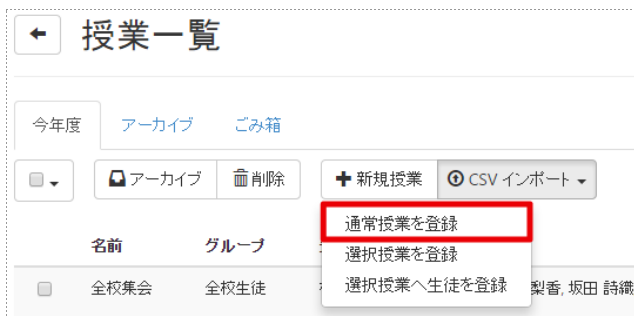 授業一覧
今年度 アーカイブ ごみ箱
アーカイブ 削除 新規授業 CSV インポート
通常授業を登録
名前 グループ
選択授業を登録
全校集会 全校生徒 選択授業へ生徒を登録 梨香, 坂田 詩織